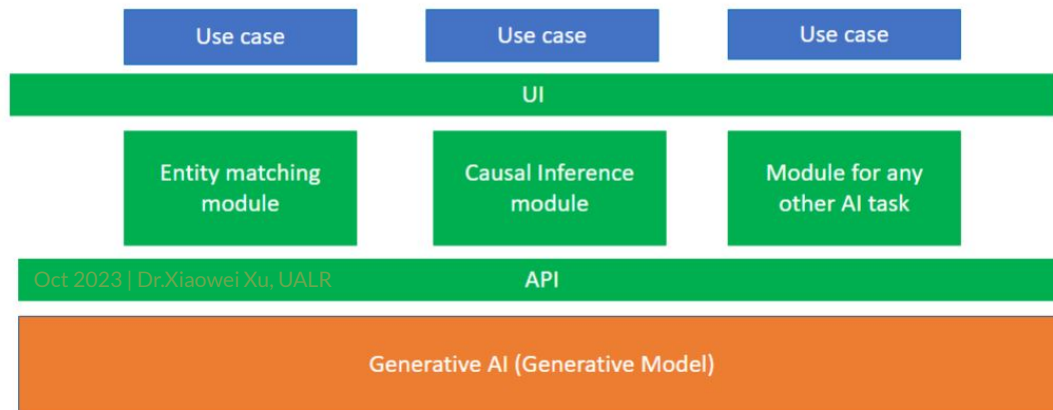 Use case
Use case
Use case
UI
Entity matching
module
Causal Inference
module
Module for any
other AI task
Oct 2023 | Dr.Xiaowei Xu, UALR
API
Generative AI (Generative Model)